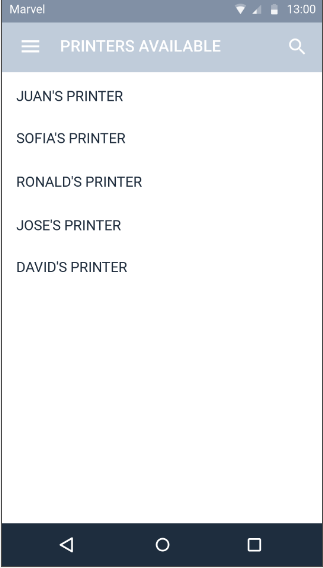 Marvel 13:00
PRINTERS AVAILABLE
JUAN'S PRINTER
SOFIA'S PRINTER
RONALD'S PRINTER
JOSE'S PRINTER
DAVID'S PRINTER